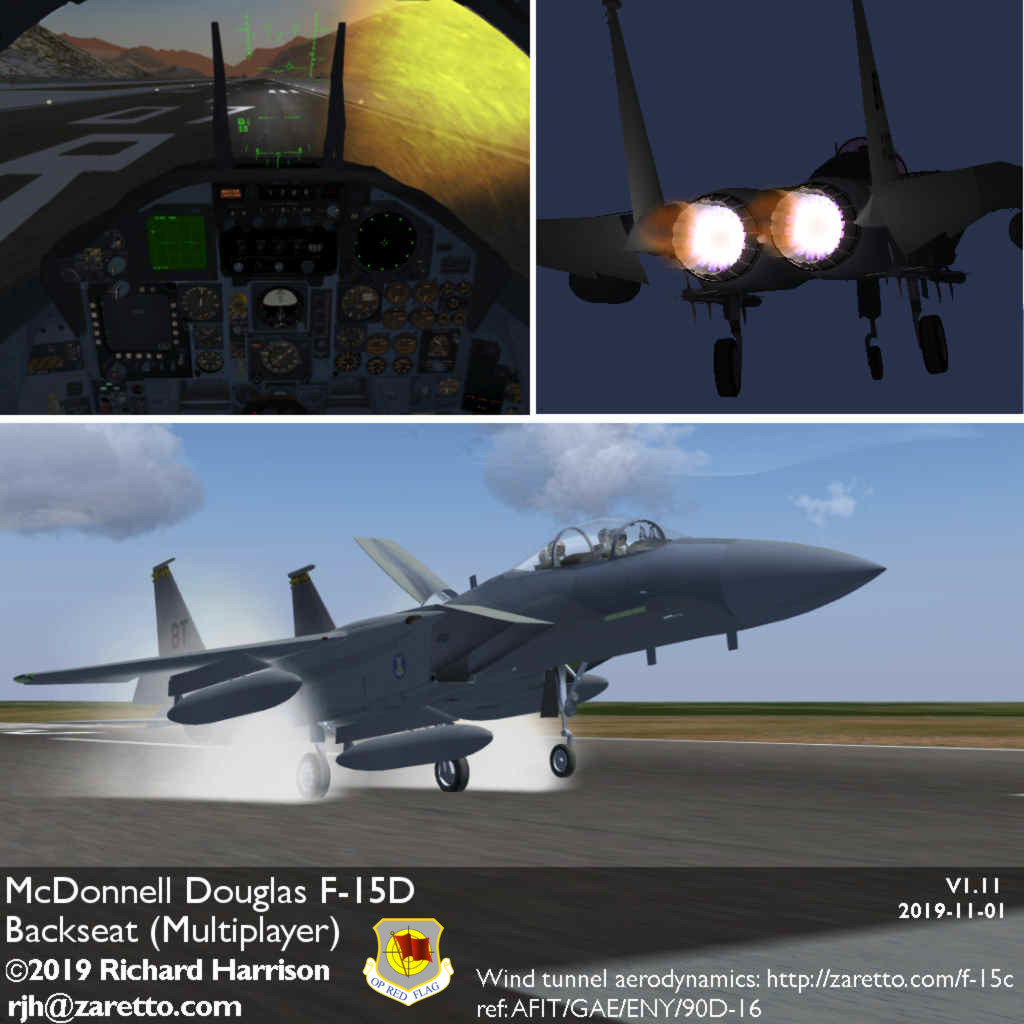 BT
McDonnell Douglas F-15D
Backseat (Multiplayer)
©2019 Richard Harrison
rjh@zaretto.com
OP RED FLAG
V1.11
2019-11-01
Wind tunnel aerodynamics: http://zaretto.com/f-15c
ref: AFIT/GAE/ENY/90D-16